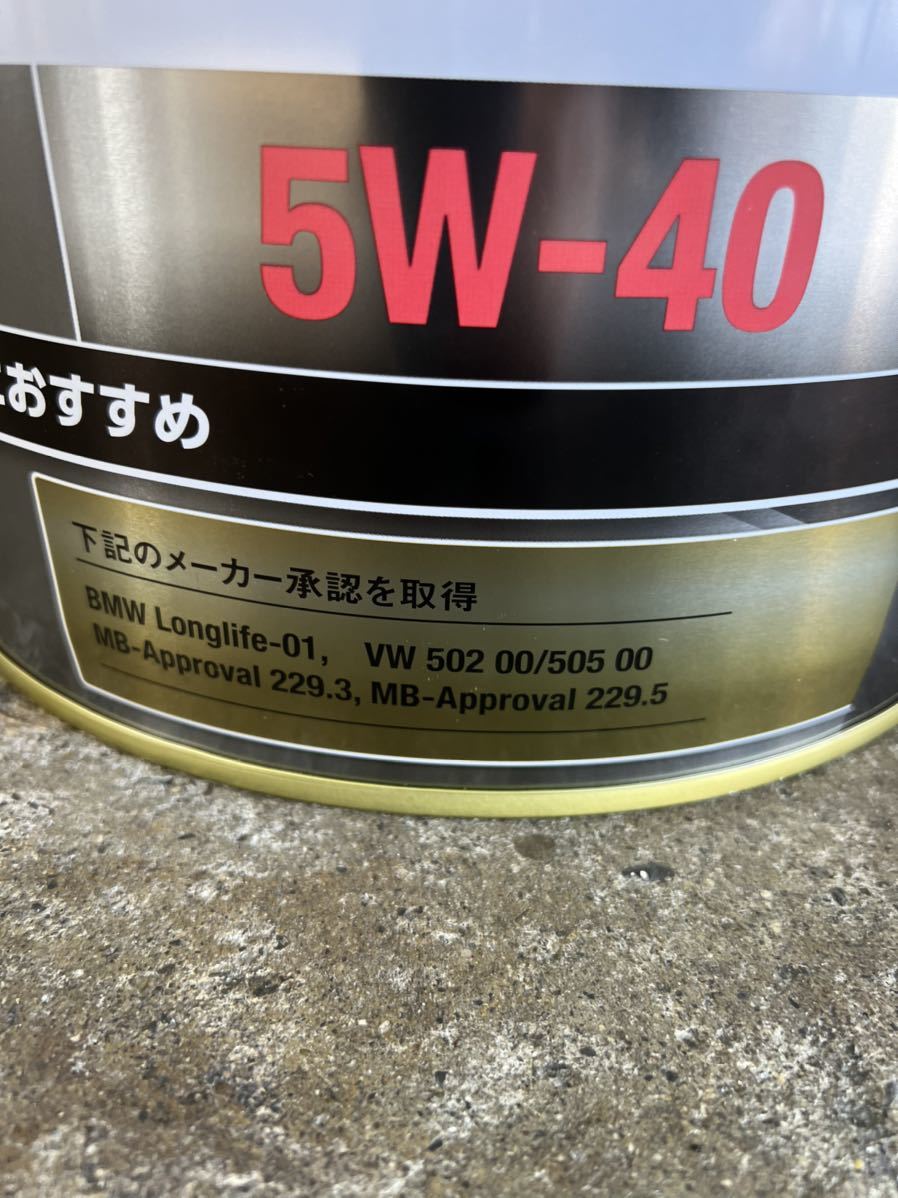 5W-40
におすすめ
下記のメーカー承認を取得
BMW Longlife-01, VW 502 00/505 00
MB-Approval 229.3, MB-Approval 229.5